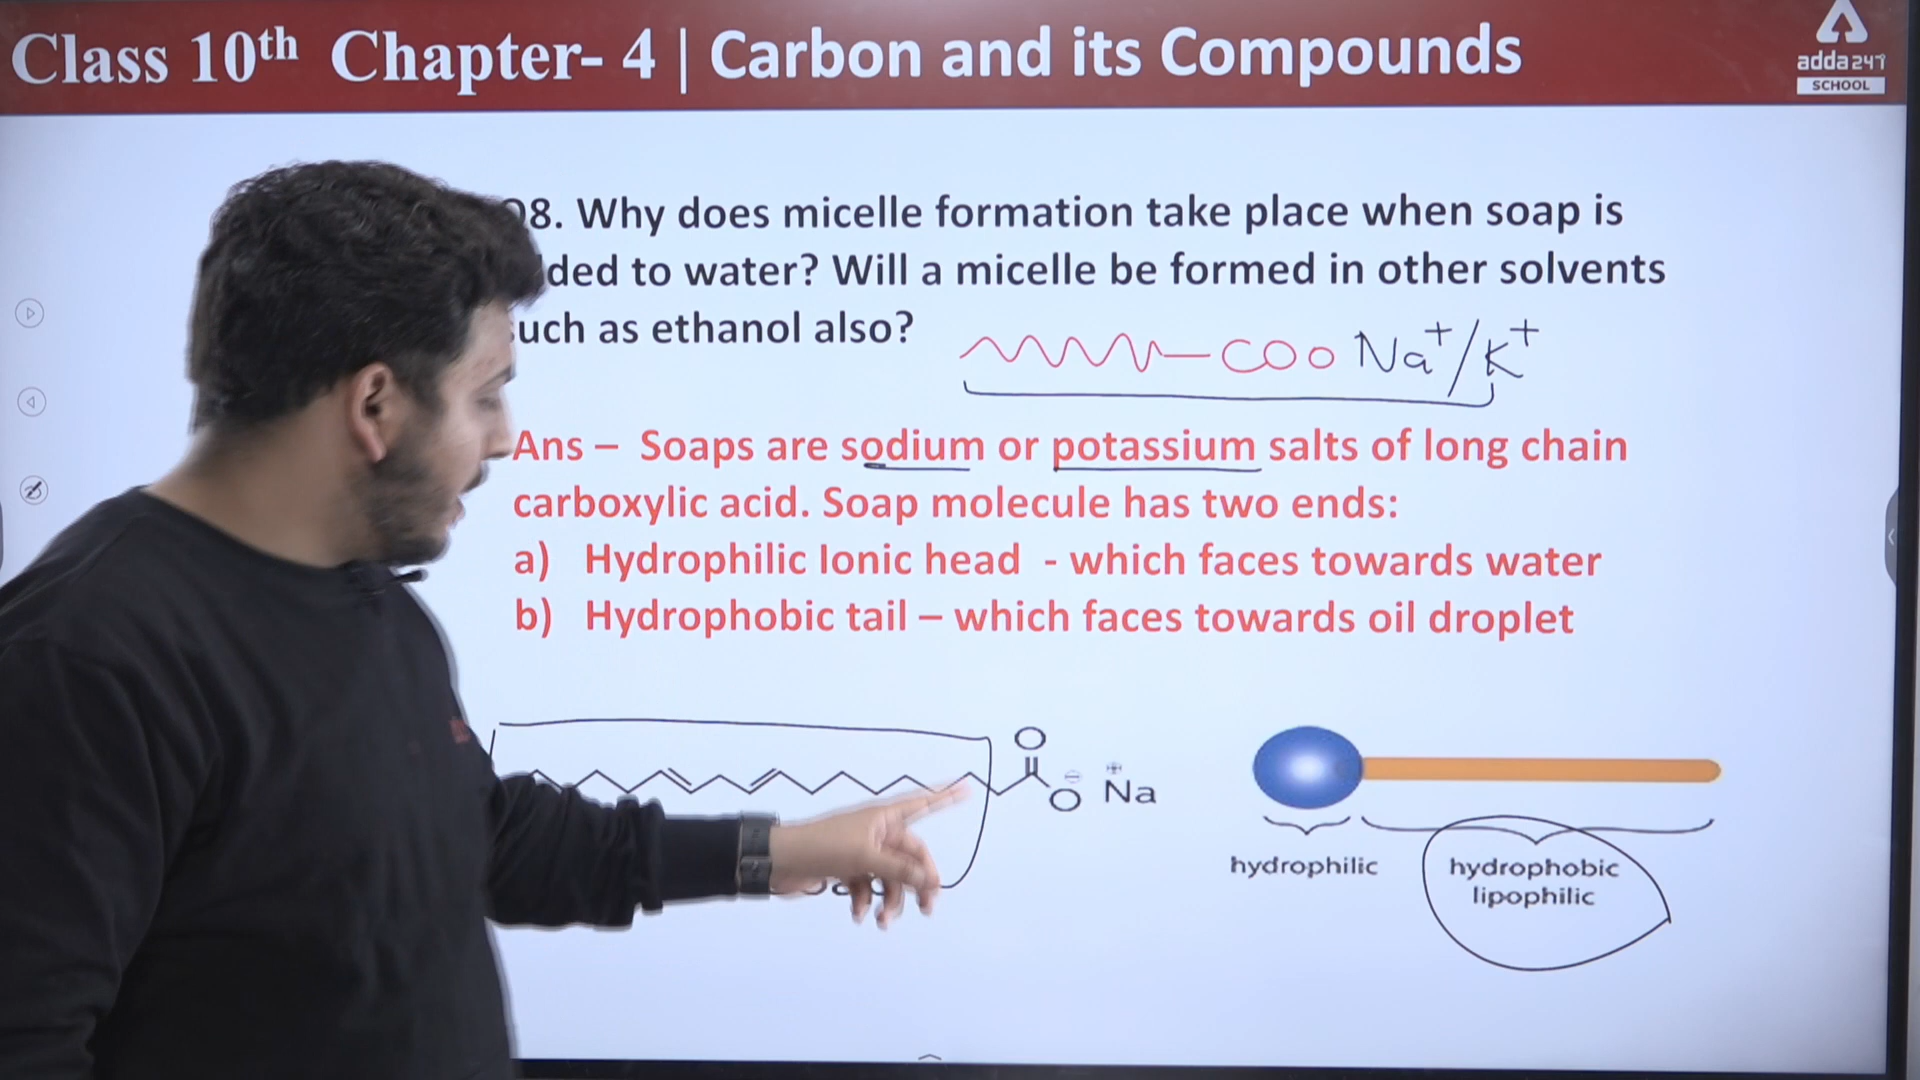 Class 10th Chapter- 4 | Carbon and its Compounds
adda247
SCHOOL
Q8. Why does micelle formation take place when soap is
ded to water? Will a micelle be formed in other solvents
uch as ethanol also?
COO Na+/K+
Ans – Soaps are sodium or potassium salts of long chain
carboxylic acid. Soap molecule has two ends:
a) Hydrophilic Ionic head - which faces towards water
b) Hydrophobic tail – which faces towards oil droplet
O
O⊖ Na⊕
hydrophilic
hydrophobic
lipophilic